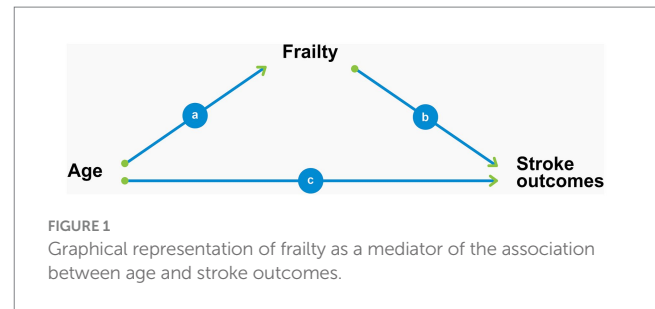 Frailty
a
b
Age
c
Stroke
outcomes
FIGURE 1
Graphical representation of frailty as a mediator of the association
between age and stroke outcomes.